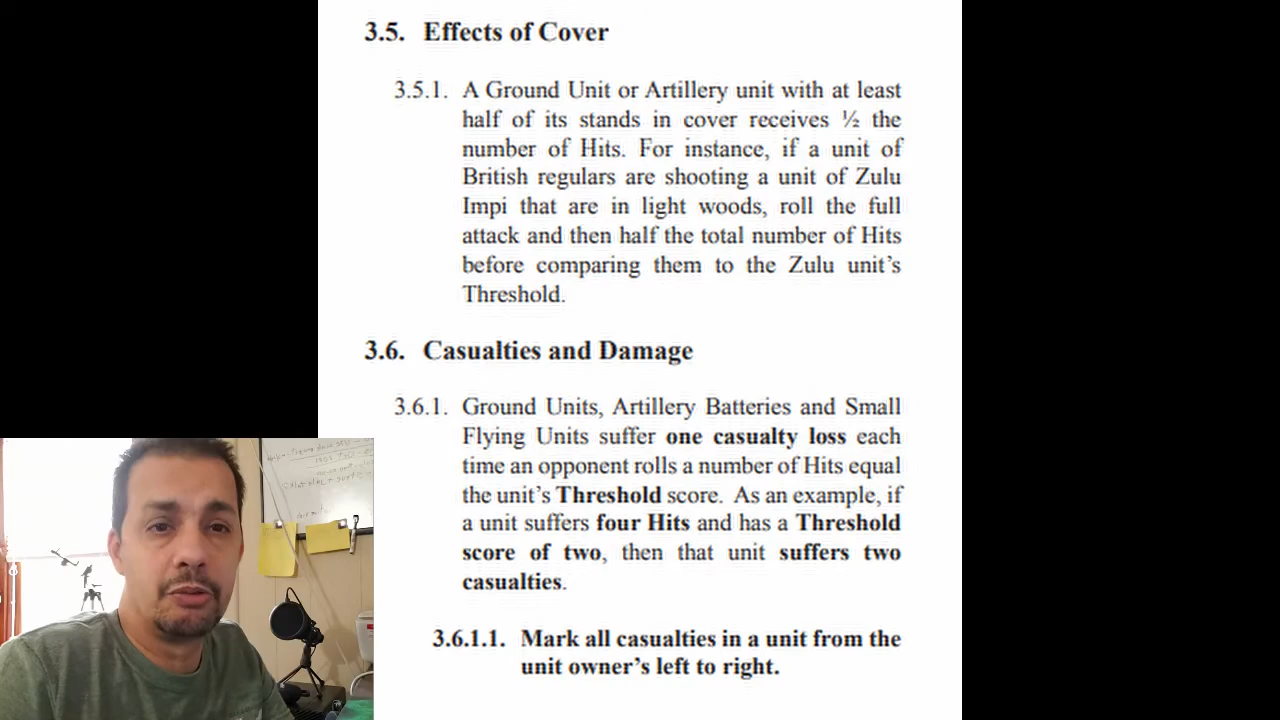 3.5. Effects of Cover
3.5.1. A Ground Unit or Artillery unit with at least
half of its stands in cover receives ½ the
number of Hits. For instance, if a unit of
British regulars are shooting a unit of Zulu
Impi that are in light woods, roll the full
attack and then half the total number of Hits
before comparing them to the Zulu unit's
Threshold.
3.6. Casualties and Damage
3.6.1. Ground Units, Artillery Batteries and Small
Flying Units suffer one casualty loss each
time an opponent rolls a number of Hits equal
the unit's Threshold score. As an example, if
a unit suffers four Hits and has a Threshold
score of two, then that unit suffers two
casualties.
3.6.1.1. Mark all casualties in a unit from the
unit owner's left to right.